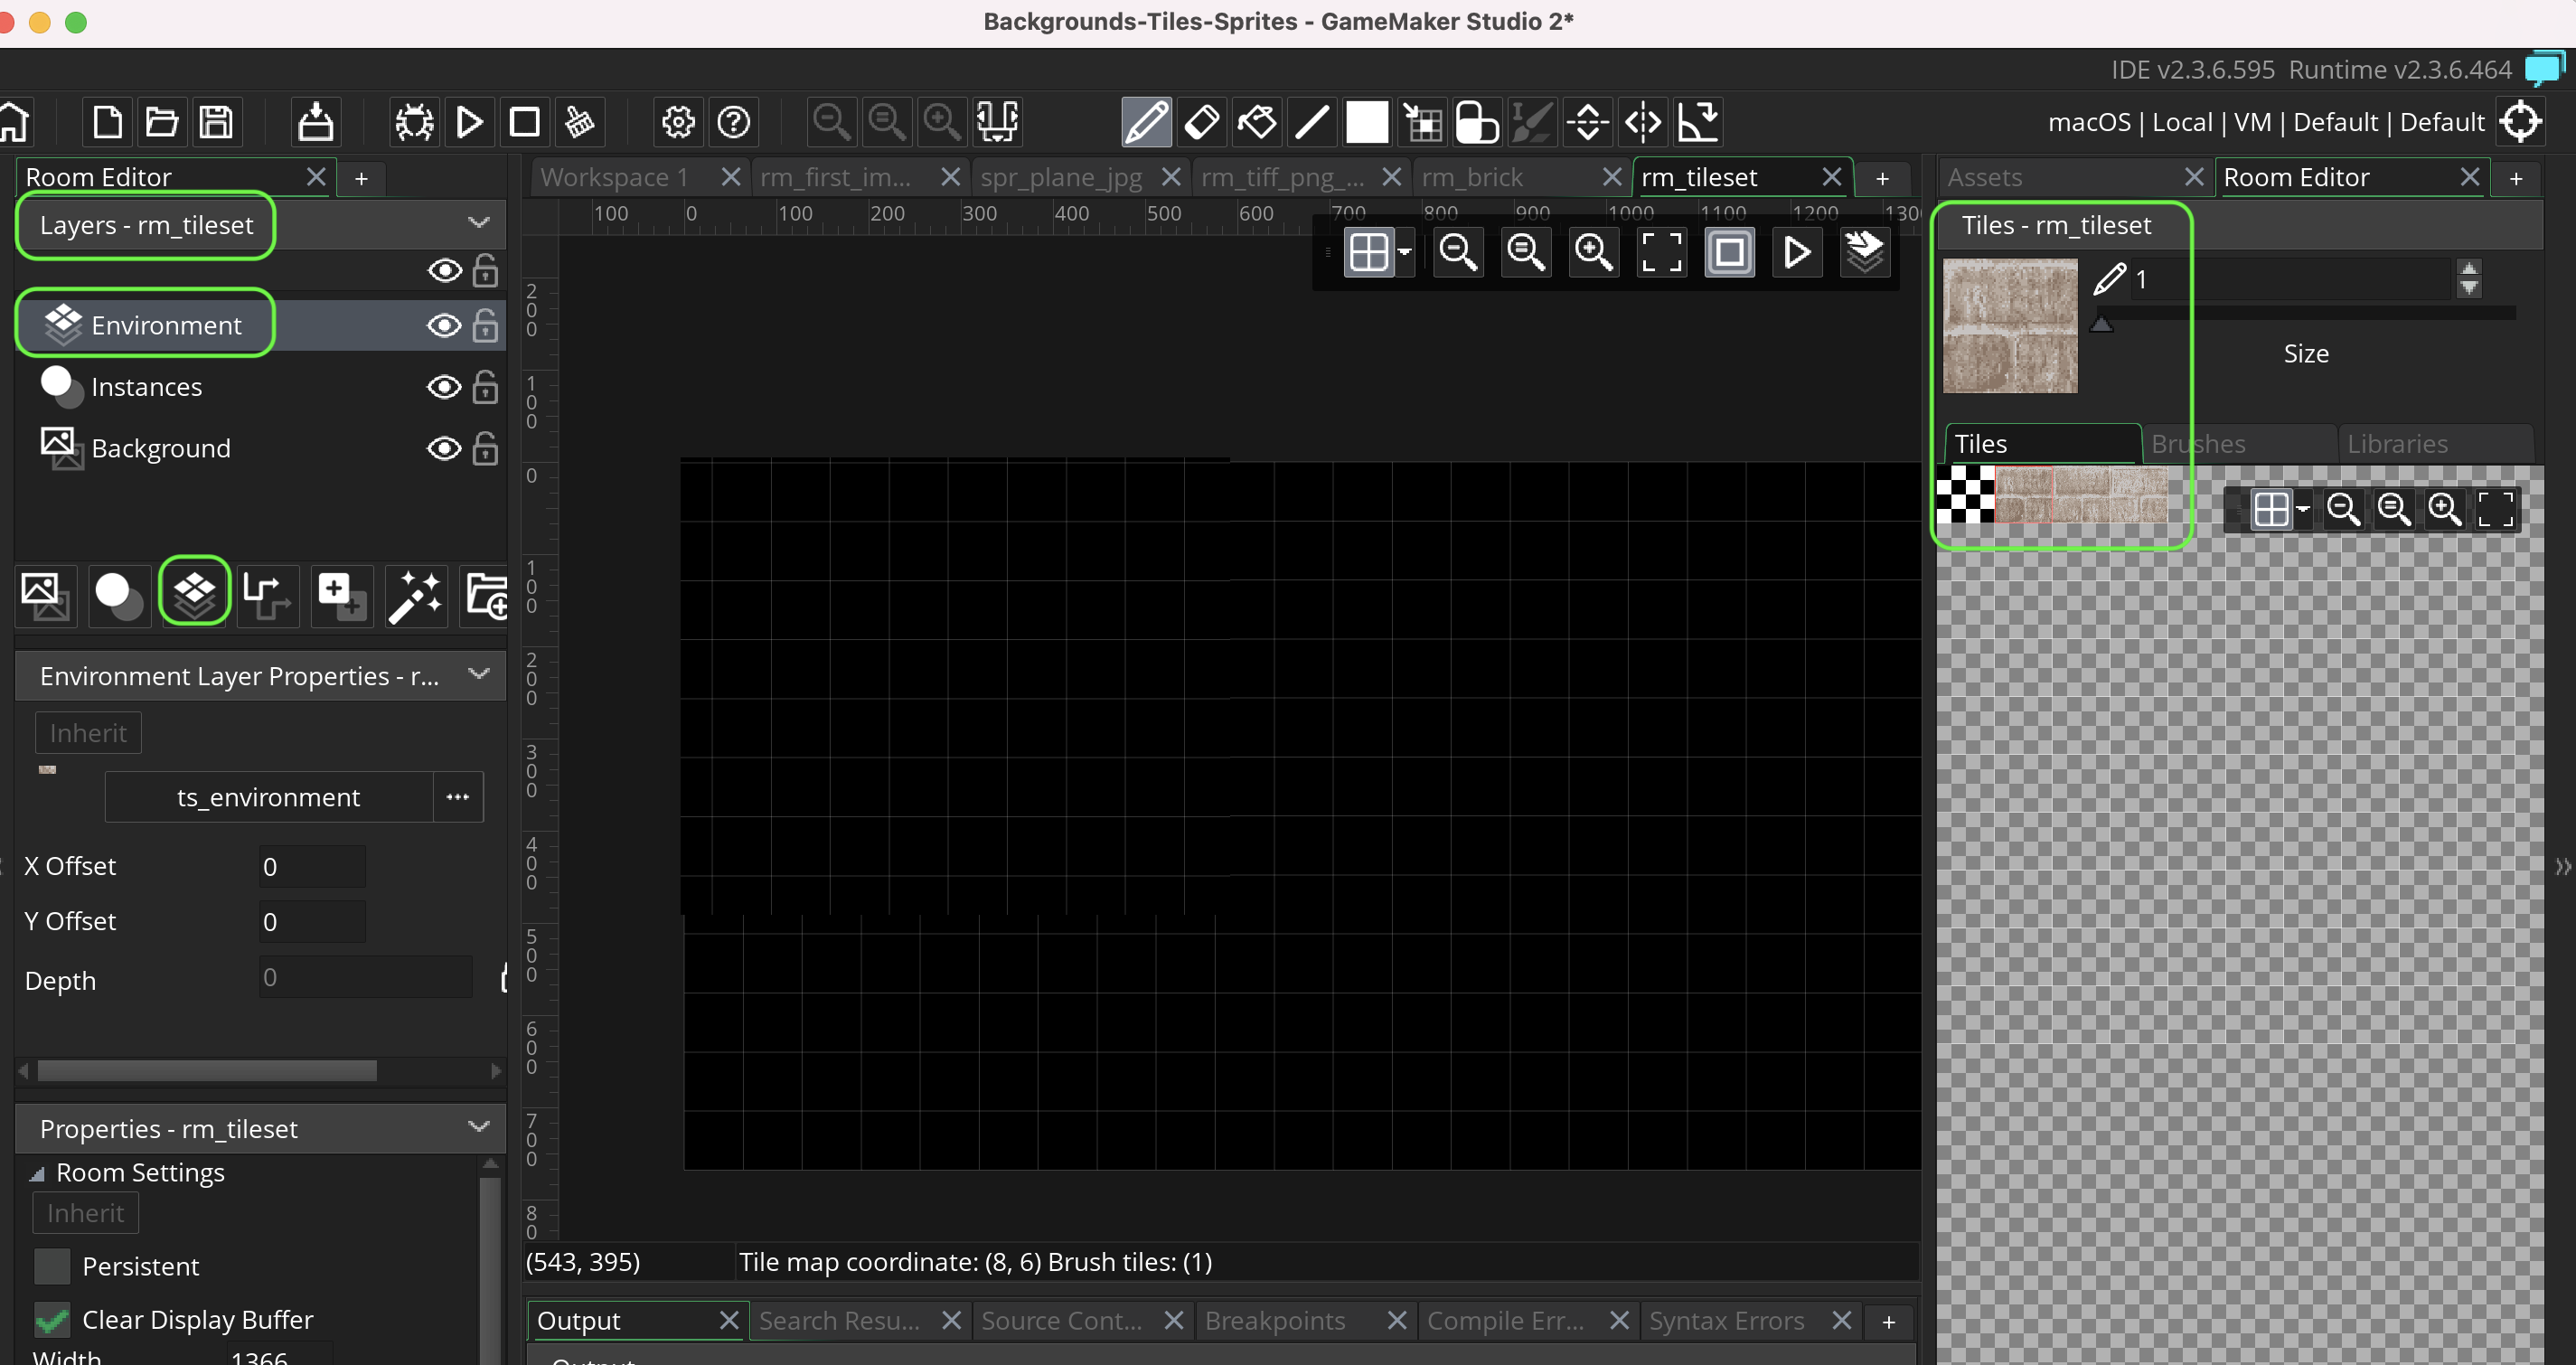 Backgrounds-Tiles-Sprites - GameMaker Studio 2*
IDE v2.3.6.595 Runtime v2.3.6.464
macOS | Local | VM | Default | Default
Room Editor
+
Workspace 1
rm_first_im...
spr_plane_jpg
rm_tiff_png_...
rm_brick
rm_tileset
+
Assets
Room Editor
+
Layers - rm_tileset
Environment
Instances
Background
Environment Layer Properties - r...
Inherit
ts_environment
...
X Offset
0
Y Offset
0
Depth
0
Properties - rm_tileset
Room Settings
Inherit
Persistent
Clear Display Buffer
Width
1366
100 0 100 200 300 400 500 600 700 800 900 1000 1100 1200 1300
200
100
0
100
200
300
400
500
600
700
80
(543, 395)
Tile map coordinate: (8, 6) Brush tiles: (1)
Output
Search Resu...
Source Cont...
Breakpoints
Compile Err...
Syntax Errors
+
Output
Tiles - rm_tileset
1
Size
Tiles
Brushes
Libraries